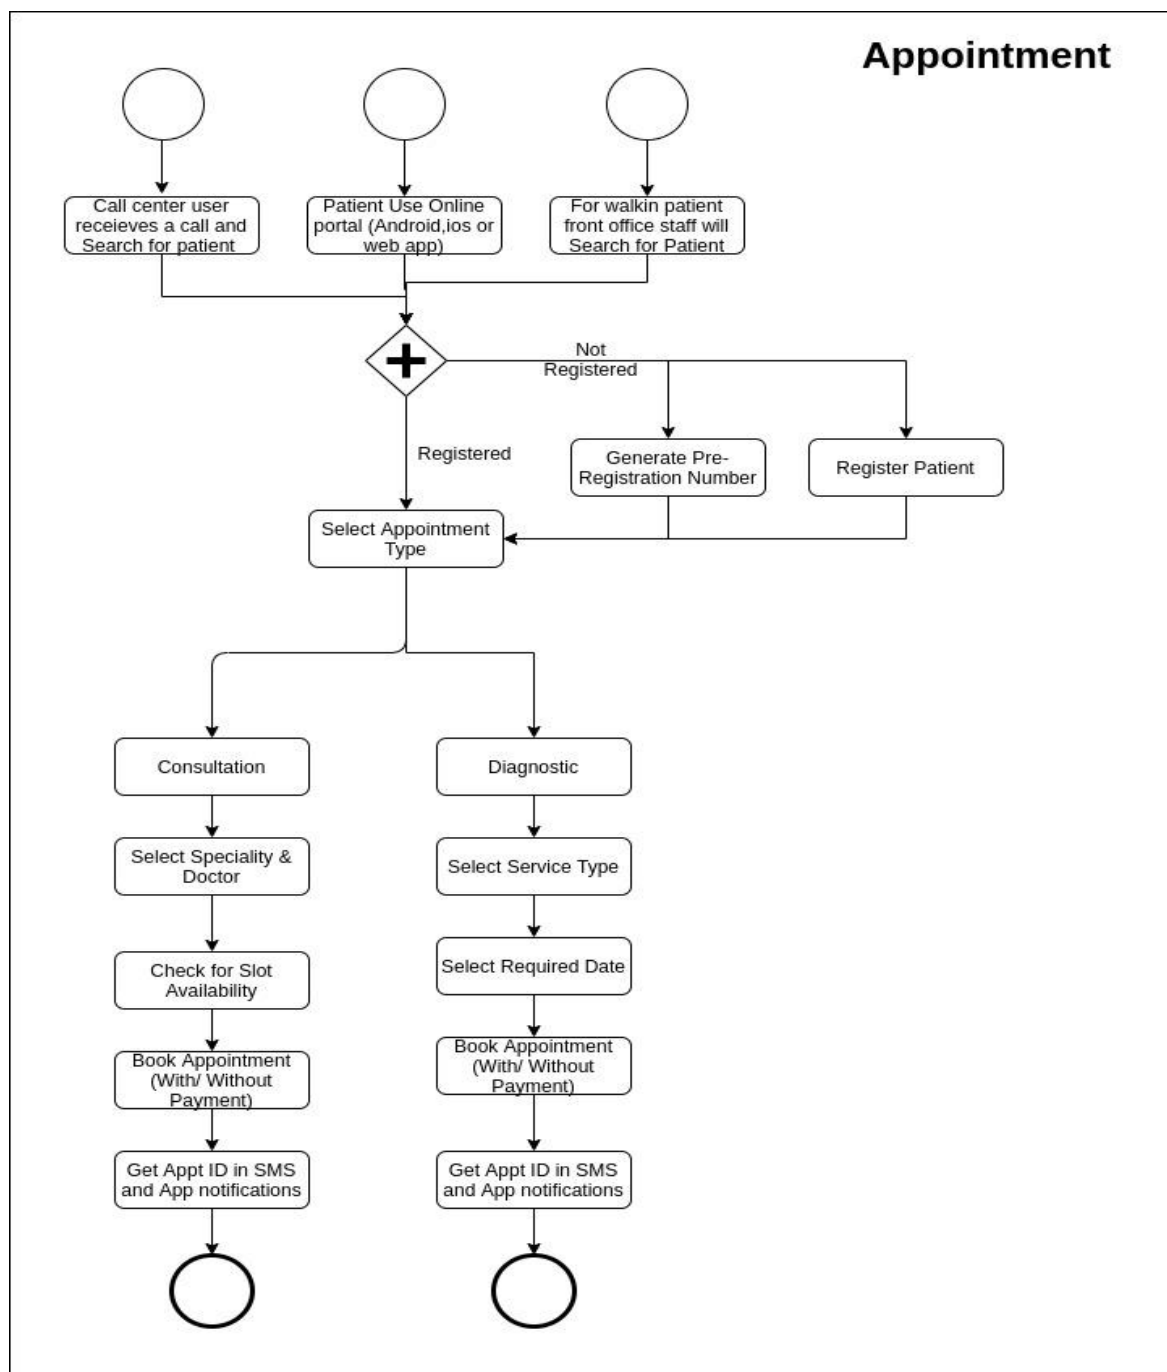 Appointment
Call center user
receieves a call and
Search for patient
Patient Use Online
portal (Android,ios or
web app)
For walkin patient
front office staff will
Search for Patient
Not
Registered
Registered
Generate Pre-
Registration Number
Register Patient
Select Appointment
Type
Consultation
Diagnostic
Select Speciality &
Doctor
Select Service Type
Check for Slot
Availability
Select Required Date
Book Appointment
(With/ Without
Payment)
Book Appointment
(With/ Without
Payment)
Get Appt ID in SMS
and App notifications
Get Appt ID in SMS
and App notifications